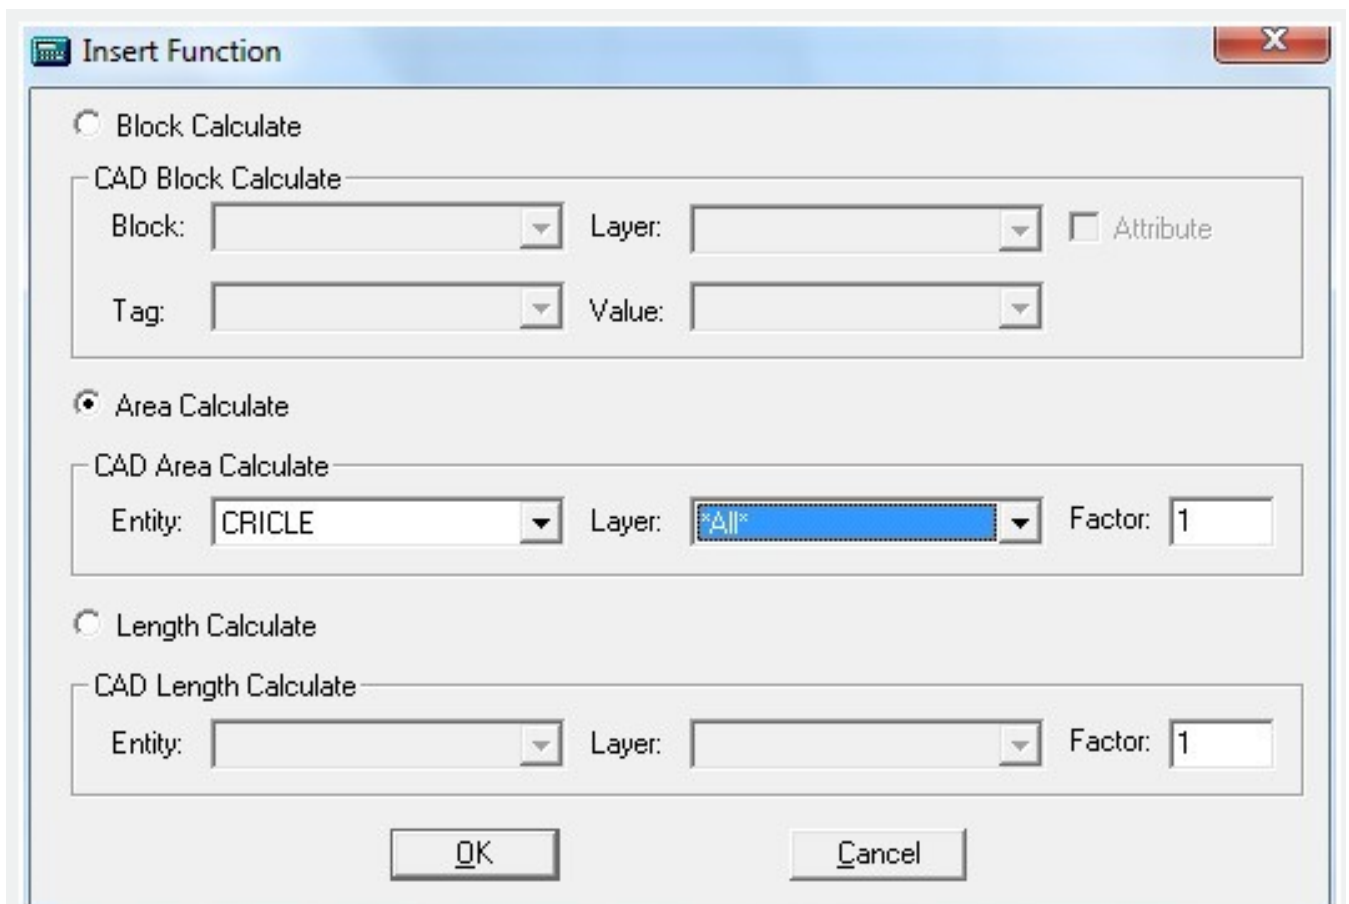 Insert Function
Block Calculate
CAD Block Calculate
Block: Layer: Attribute
Tag: Value:
Area Calculate
CAD Area Calculate
Entity: CRICLE Layer: *All* Factor: 1
Length Calculate
CAD Length Calculate
Entity: Layer: Factor: 1
OK Cancel